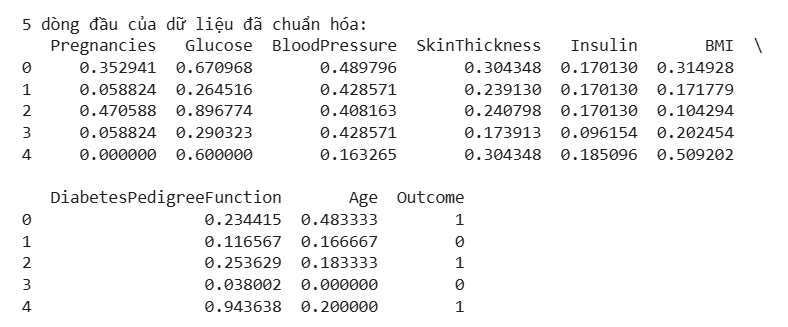 5 dòng đầu của dữ liệu đã chuẩn hóa:
   Pregnancies   Glucose  BloodPressure  SkinThickness   Insulin       BMI  \
0     0.352941  0.670968       0.489796       0.304348  0.170130  0.314928
1     0.058824  0.264516       0.428571       0.239130  0.170130  0.171779
2     0.470588  0.896774       0.408163       0.240798  0.170130  0.104294
3     0.058824  0.290323       0.428571       0.173913  0.096154  0.202454
4     0.000000  0.600000       0.163265       0.304348  0.185096  0.509202
   DiabetesPedigreeFunction       Age  Outcome
0                  0.234415  0.483333        1
1                  0.116567  0.166667        0
2                  0.253629  0.183333        1
3                  0.038002  0.000000        0
4                  0.943638  0.200000        1